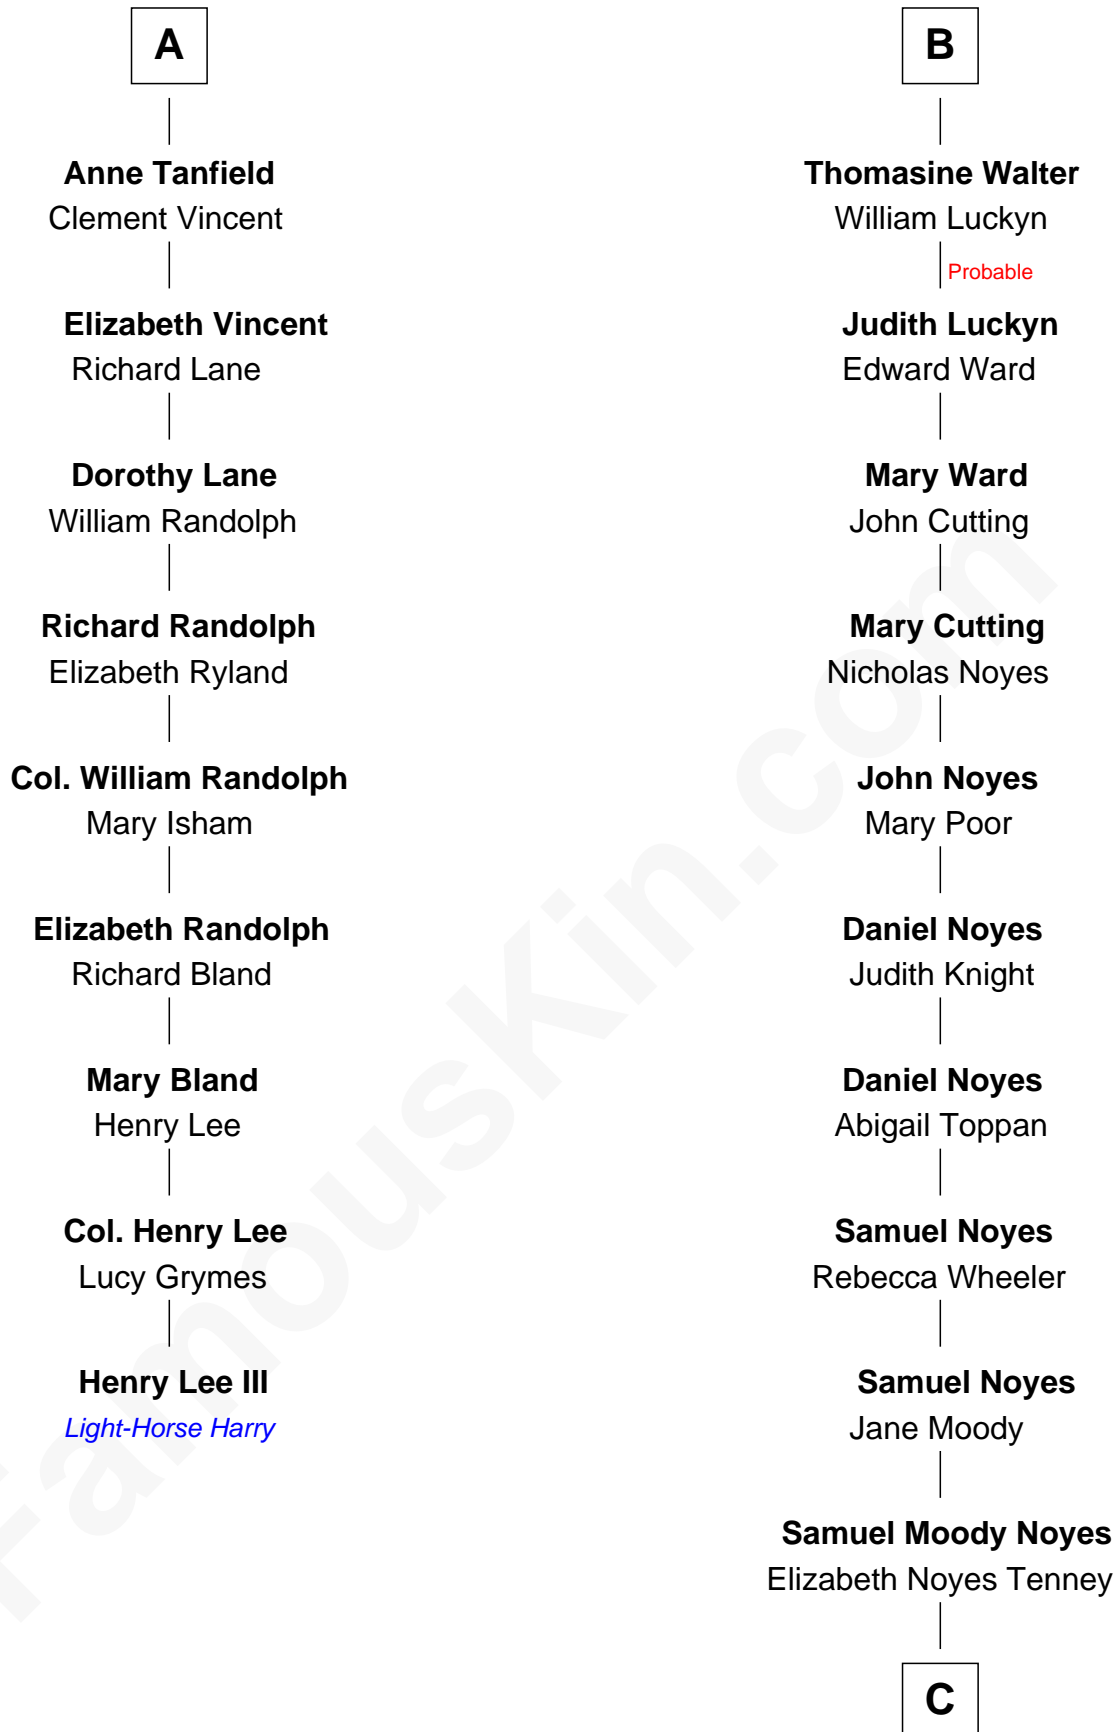 A
Anne Tanfield
Clement Vincent
Elizabeth Vincent
Richard Lane
Dorothy Lane
William Randolph
Richard Randolph
Elizabeth Ryland
Col. William Randolph
Mary Isham
Elizabeth Randolph
Richard Bland
Mary Bland
Henry Lee
Col. Henry Lee
Lucy Grymes
Henry Lee III
Light-Horse Harry
B
Thomasine Walter
William Luckyn
Probable
Judith Luckyn
Edward Ward
Mary Ward
John Cutting
Mary Cutting
Nicholas Noyes
John Noyes
Mary Poor
Daniel Noyes
Judith Knight
Daniel Noyes
Abigail Toppan
Samuel Noyes
Rebecca Wheeler
Samuel Noyes
Jane Moody
Samuel Moody Noyes
Elizabeth Noyes Tenney
C
FamousKin.com